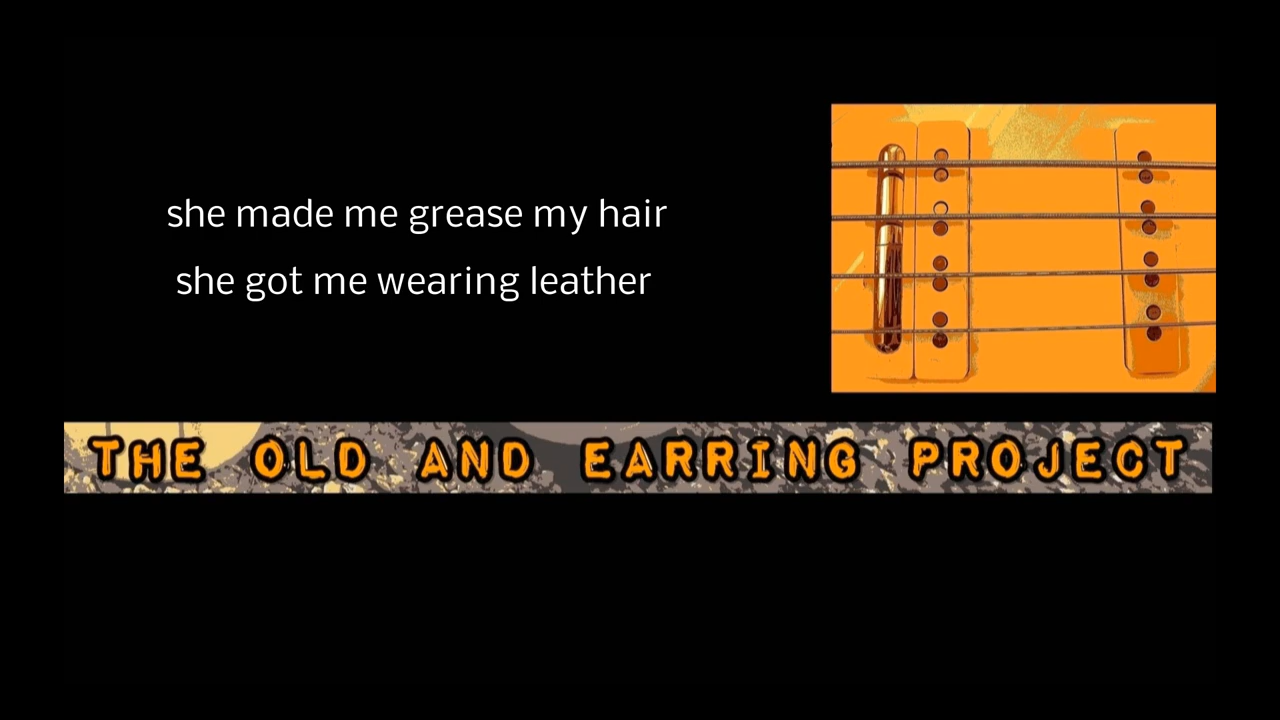 she made me grease my hair
she got me wearing leather
THE OLD AND EARRING PROJECT